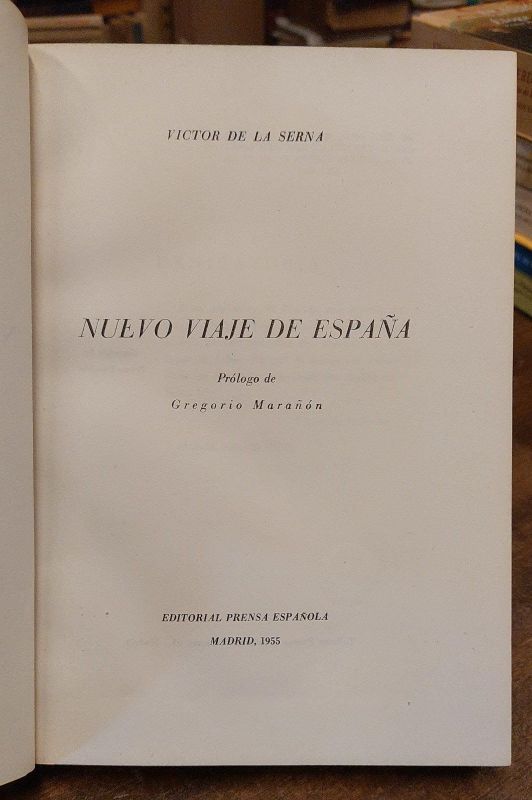 VICTOR DE LA SERNA
NUEVO VIAJE DE ESPAÑA
Prólogo de
Gregorio Marañón
EDITORIAL PRENSA ESPAÑOLA
MADRID, 1955